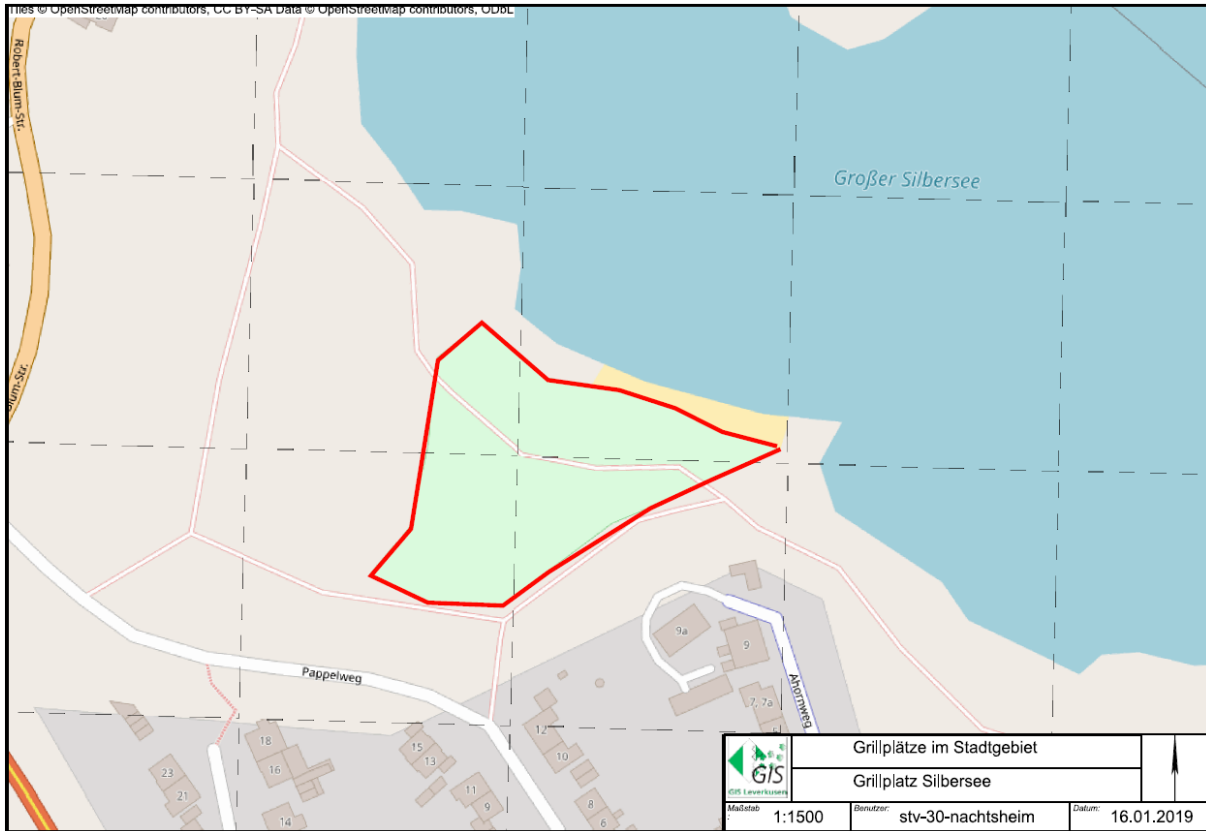 Tiles © OpenStreetMap contributors, CC BY-SA Data © OpenStreetMap contributors, ODbL
Robert-Blum-Str.
Großer Silbersee
Blum-Str.
9a
9
Pappelweg
Ahornweg
7, 7a
12
10
18
16
15
13
23
21
11
9
8
6
14
GIS
GIS Leverkusen
Grillplätze im Stadtgebiet
Grillplatz Silbersee
Maßstab
:
1:1500
Benutzer:
stv-30-nachtsheim
Datum:
16.01.2019